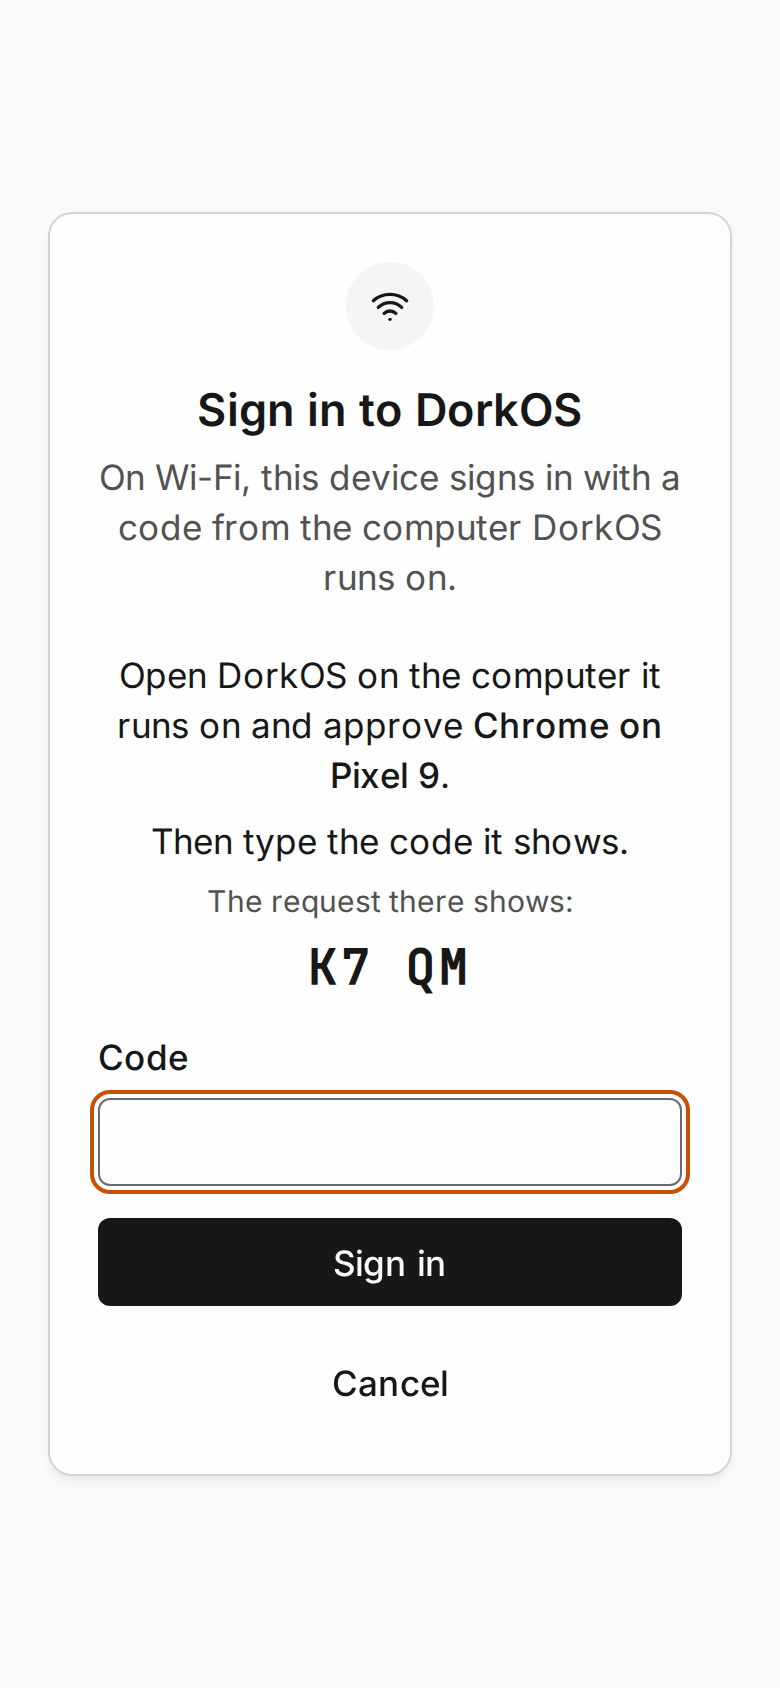 Sign in to DorkOS
On Wi-Fi, this device signs in with a
code from the computer DorkOS
runs on.
Open DorkOS on the computer it
runs on and approve Chrome on
Pixel 9.
Then type the code it shows.
The request there shows:
K7 QM
Code
Sign in
Cancel